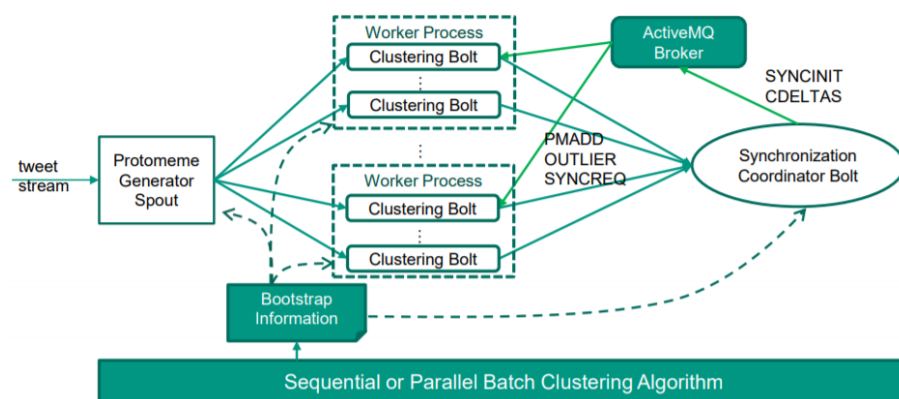 Worker Process
Clustering Bolt
⋮
Clustering Bolt
⋮
Worker Process
Clustering Bolt
⋮
Clustering Bolt
ActiveMQ
Broker
SYNCINIT
CDELTAS
PMADD
OUTLIER
SYNCREQ
tweet
stream
Protomeme
Generator
Spout
Synchronization
Coordinator Bolt
Bootstrap
Information
Sequential or Parallel Batch Clustering Algorithm